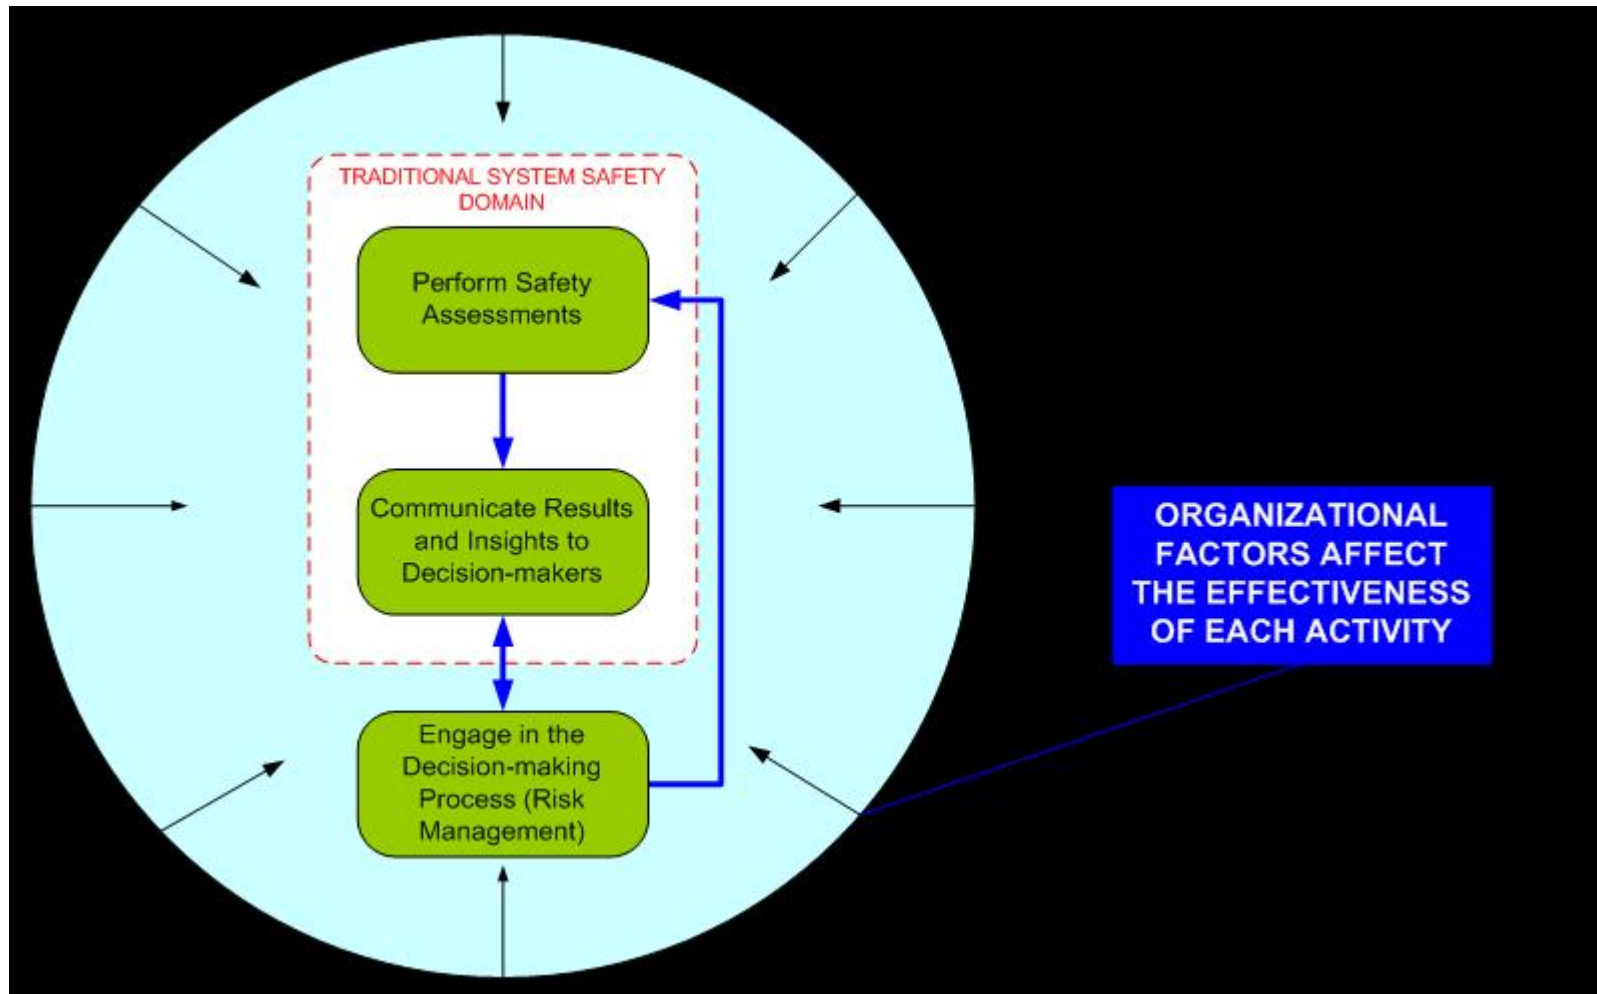 TRADITIONAL SYSTEM SAFETY
DOMAIN
Perform Safety
Assessments
Communicate Results
and Insights to
Decision-makers
Engage in the
Decision-making
Process (Risk
Management)
ORGANIZATIONAL
FACTORS AFFECT
THE EFFECTIVENESS
OF EACH ACTIVITY